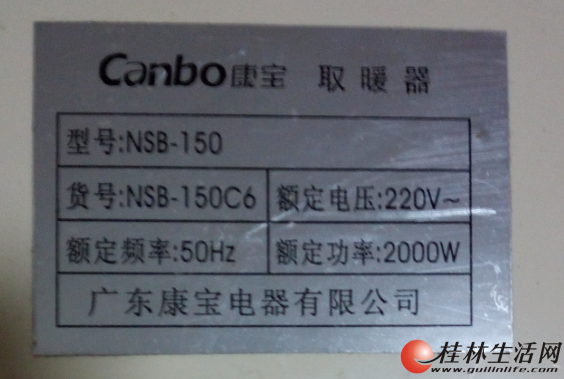 Canbo康宝 取暖器
型号:NSB-150
货号:NSB-150C6 额定电压:220V~
额定频率:50Hz 额定功率:2000W
广东康宝电器有限公司
桂林生活网
www.guilinlife.com